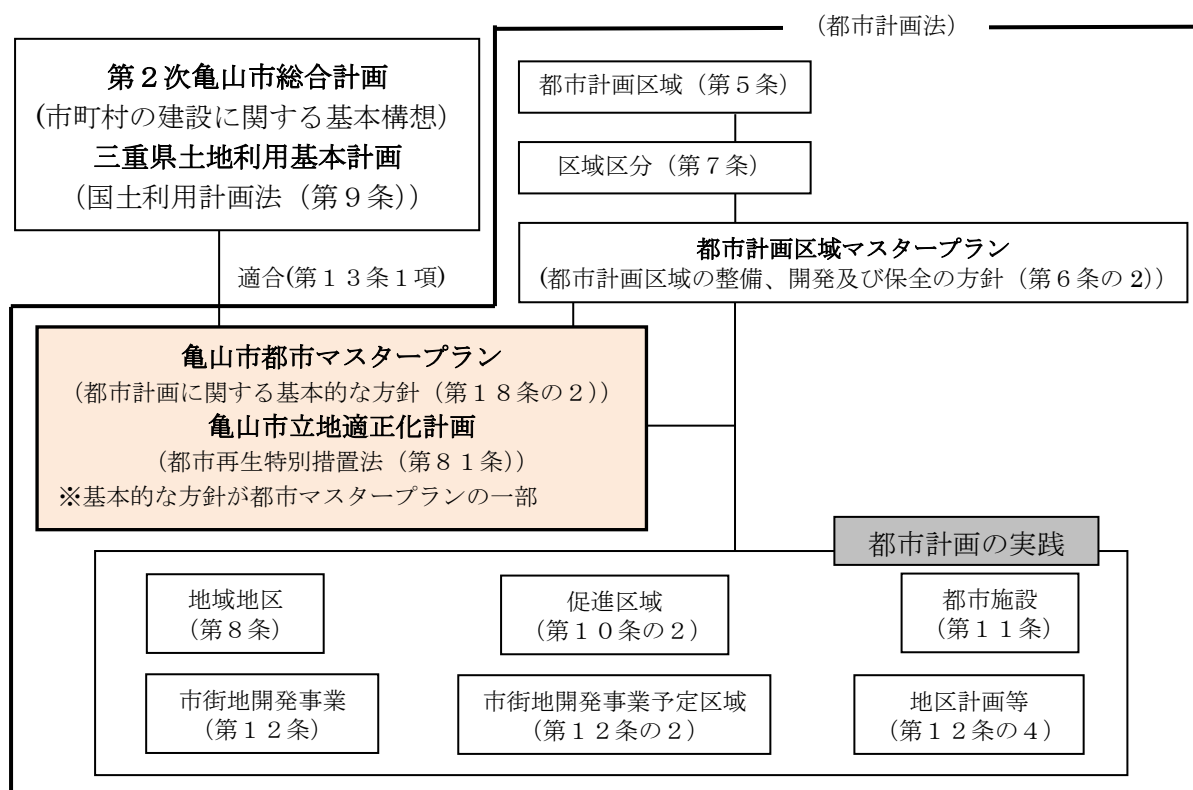 （都市計画法）
第２次亀山市総合計画
(市町村の建設に関する基本構想)
三重県土地利用基本計画
（国土利用計画法（第９条））
都市計画区域（第５条）
区域区分（第７条）
都市計画区域マスタープラン
(都市計画区域の整備、開発及び保全の方針（第６条の２））
適合(第１３条１項)
亀山市都市マスタープラン
（都市計画に関する基本的な方針（第１８条の２））
亀山市立地適正化計画
（都市再生特別措置法（第８１条））
※基本的な方針が都市マスタープランの一部
都市計画の実践
地域地区
（第８条）
促進区域
（第１０条の２）
都市施設
（第１１条）
市街地開発事業
（第１２条）
市街地開発事業予定区域
（第１２条の２）
地区計画等
（第１２条の４）